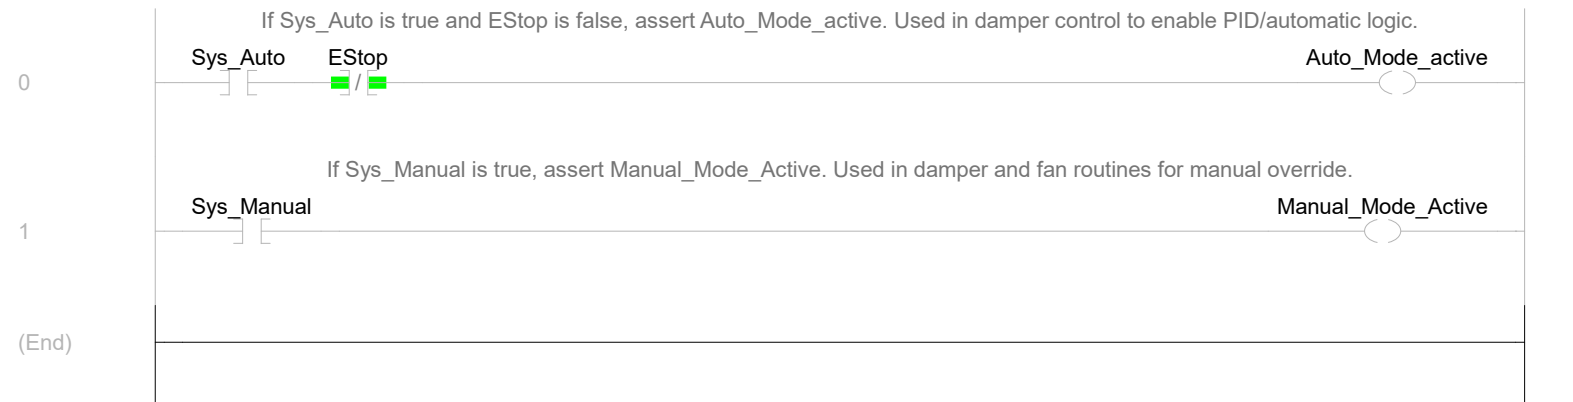 If Sys_Auto is true and EStop is false, assert Auto_Mode_active. Used in damper control to enable PID/automatic logic.
Sys_Auto EStop Auto_Mode_active
0 /
If Sys_Manual is true, assert Manual_Mode_Active. Used in damper and fan routines for manual override.
Sys_Manual Manual_Mode_Active
1
(End)